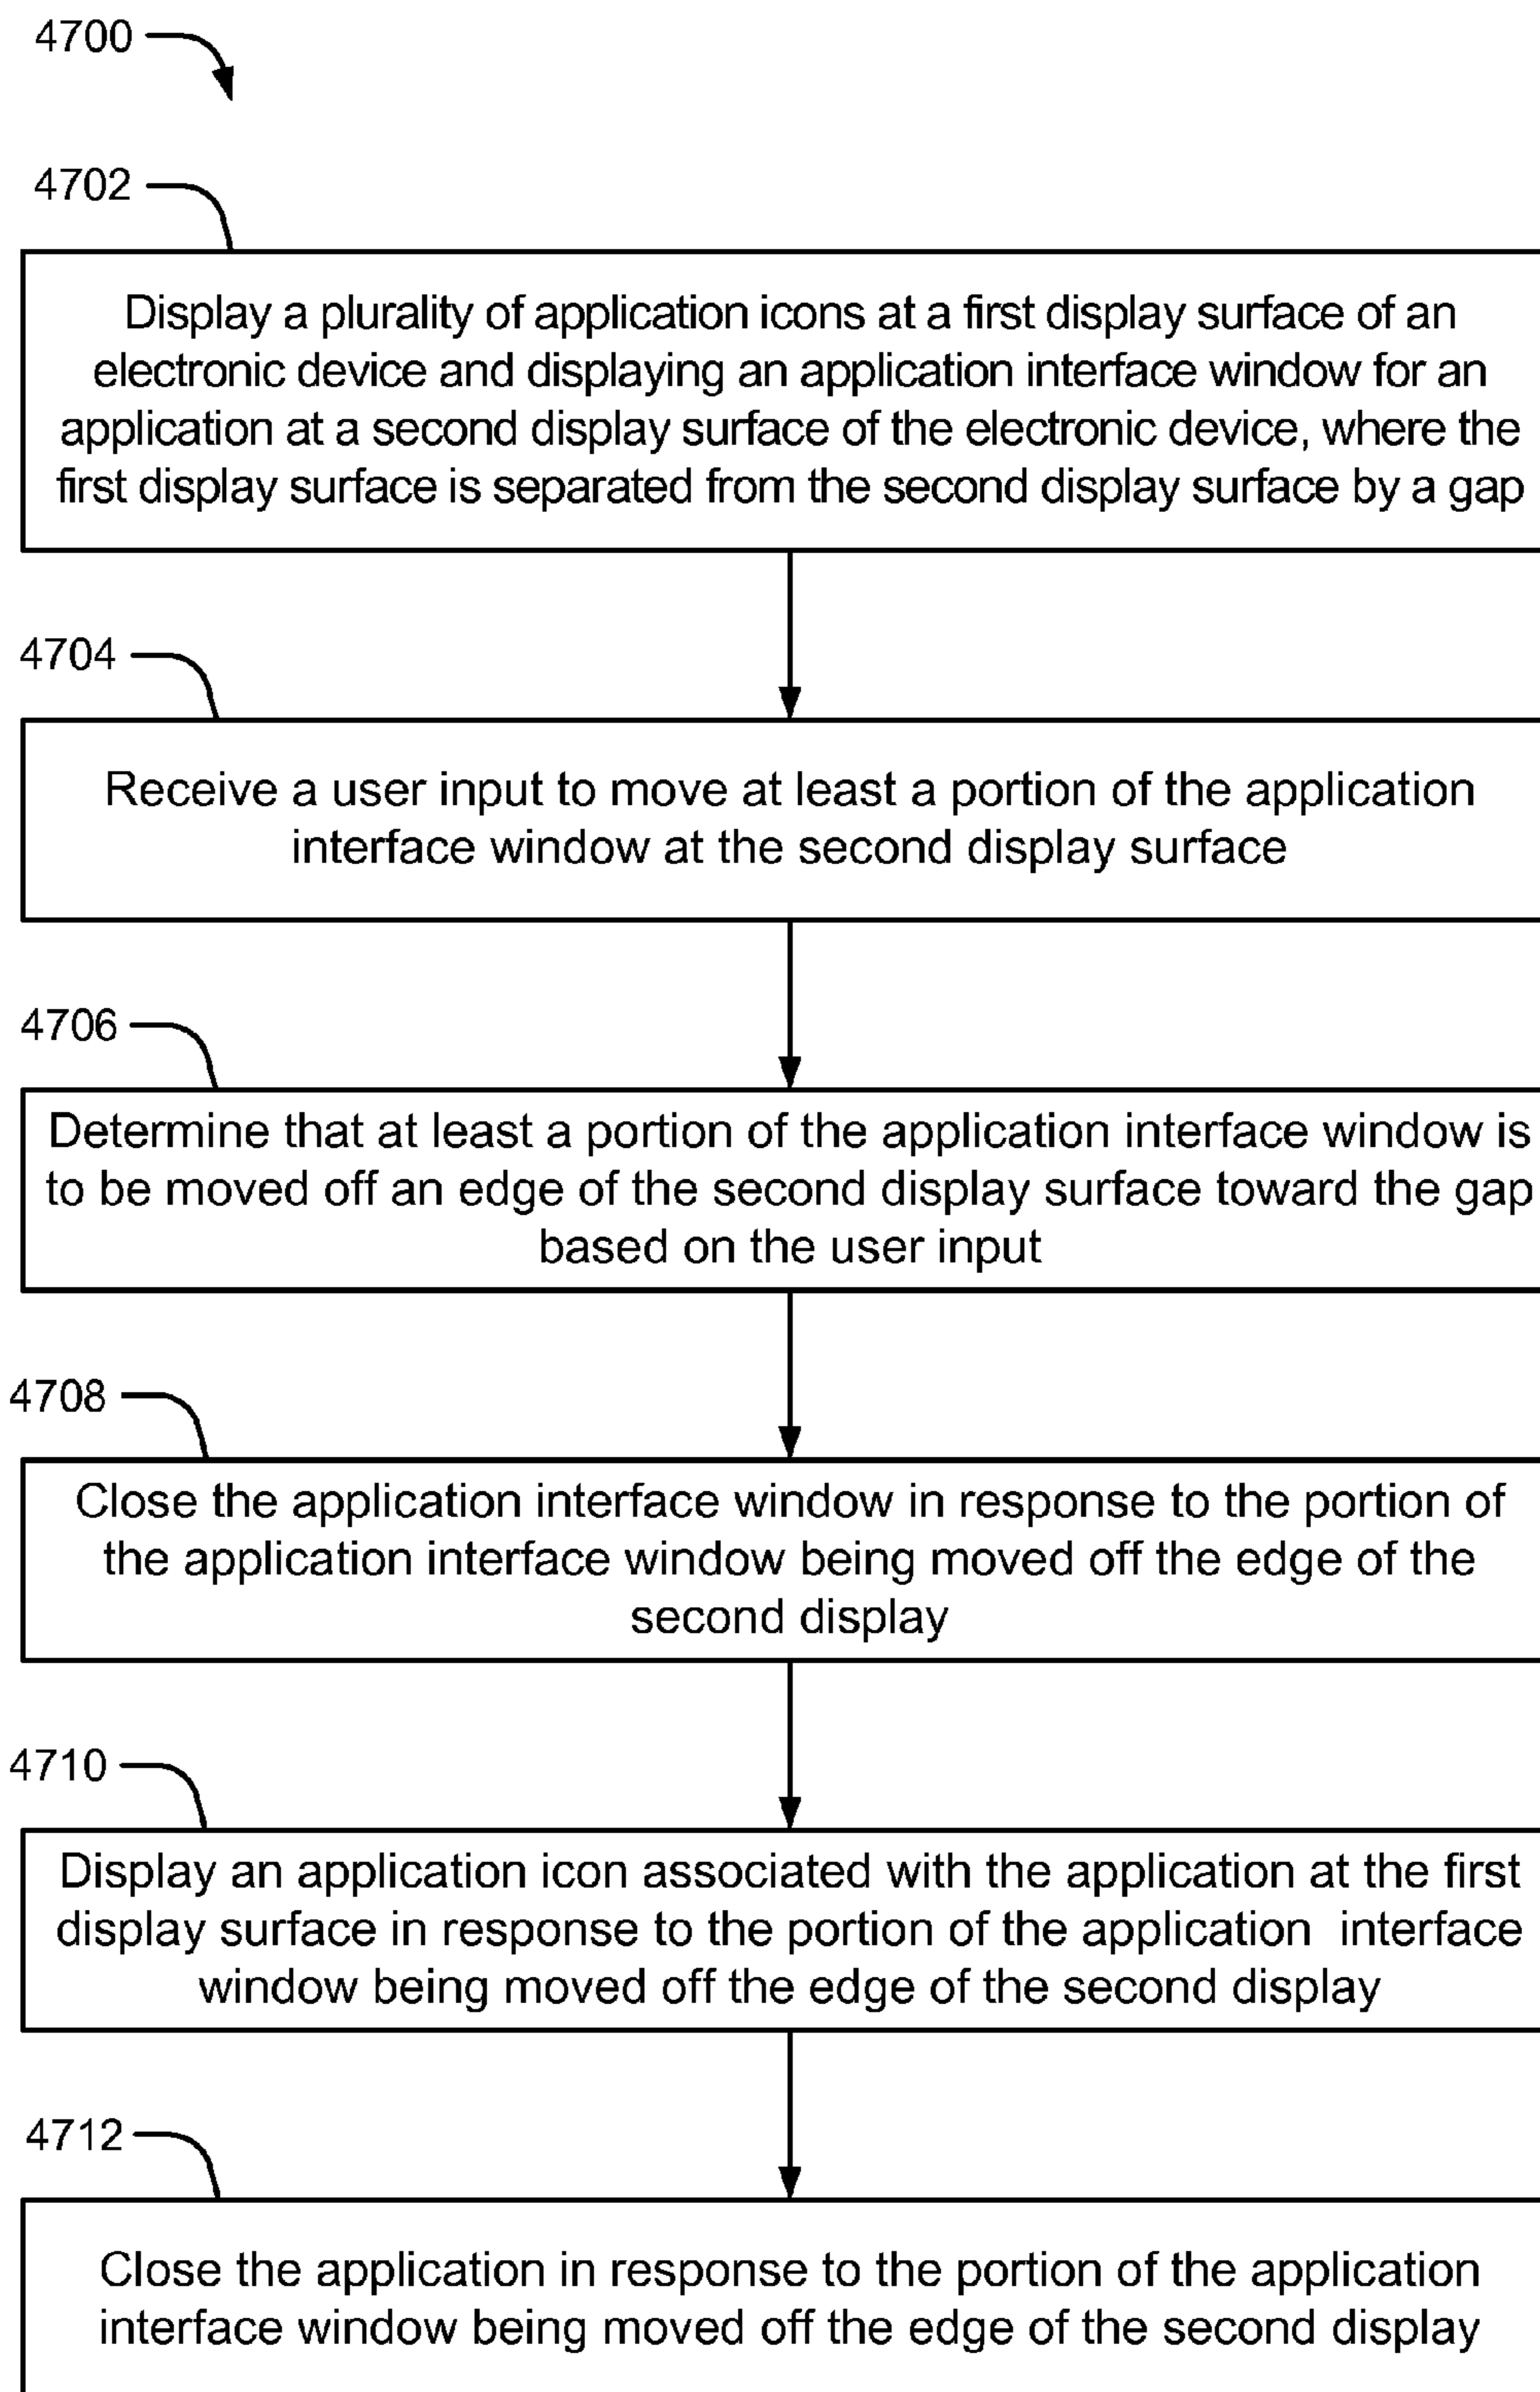 4700
4702
Display a plurality of application icons at a first display surface of an
electronic device and displaying an application interface window for an
application at a second display surface of the electronic device, where the
first display surface is separated from the second display surface by a gap
4704
Receive a user input to move at least a portion of the application
interface window at the second display surface
4706
Determine that at least a portion of the application interface window is
to be moved off an edge of the second display surface toward the gap
based on the user input
4708
Close the application interface window in response to the portion of
the application interface window being moved off the edge of the
second display
4710
Display an application icon associated with the application at the first
display surface in response to the portion of the application interface
window being moved off the edge of the second display
4712
Close the application in response to the portion of the application
interface window being moved off the edge of the second display